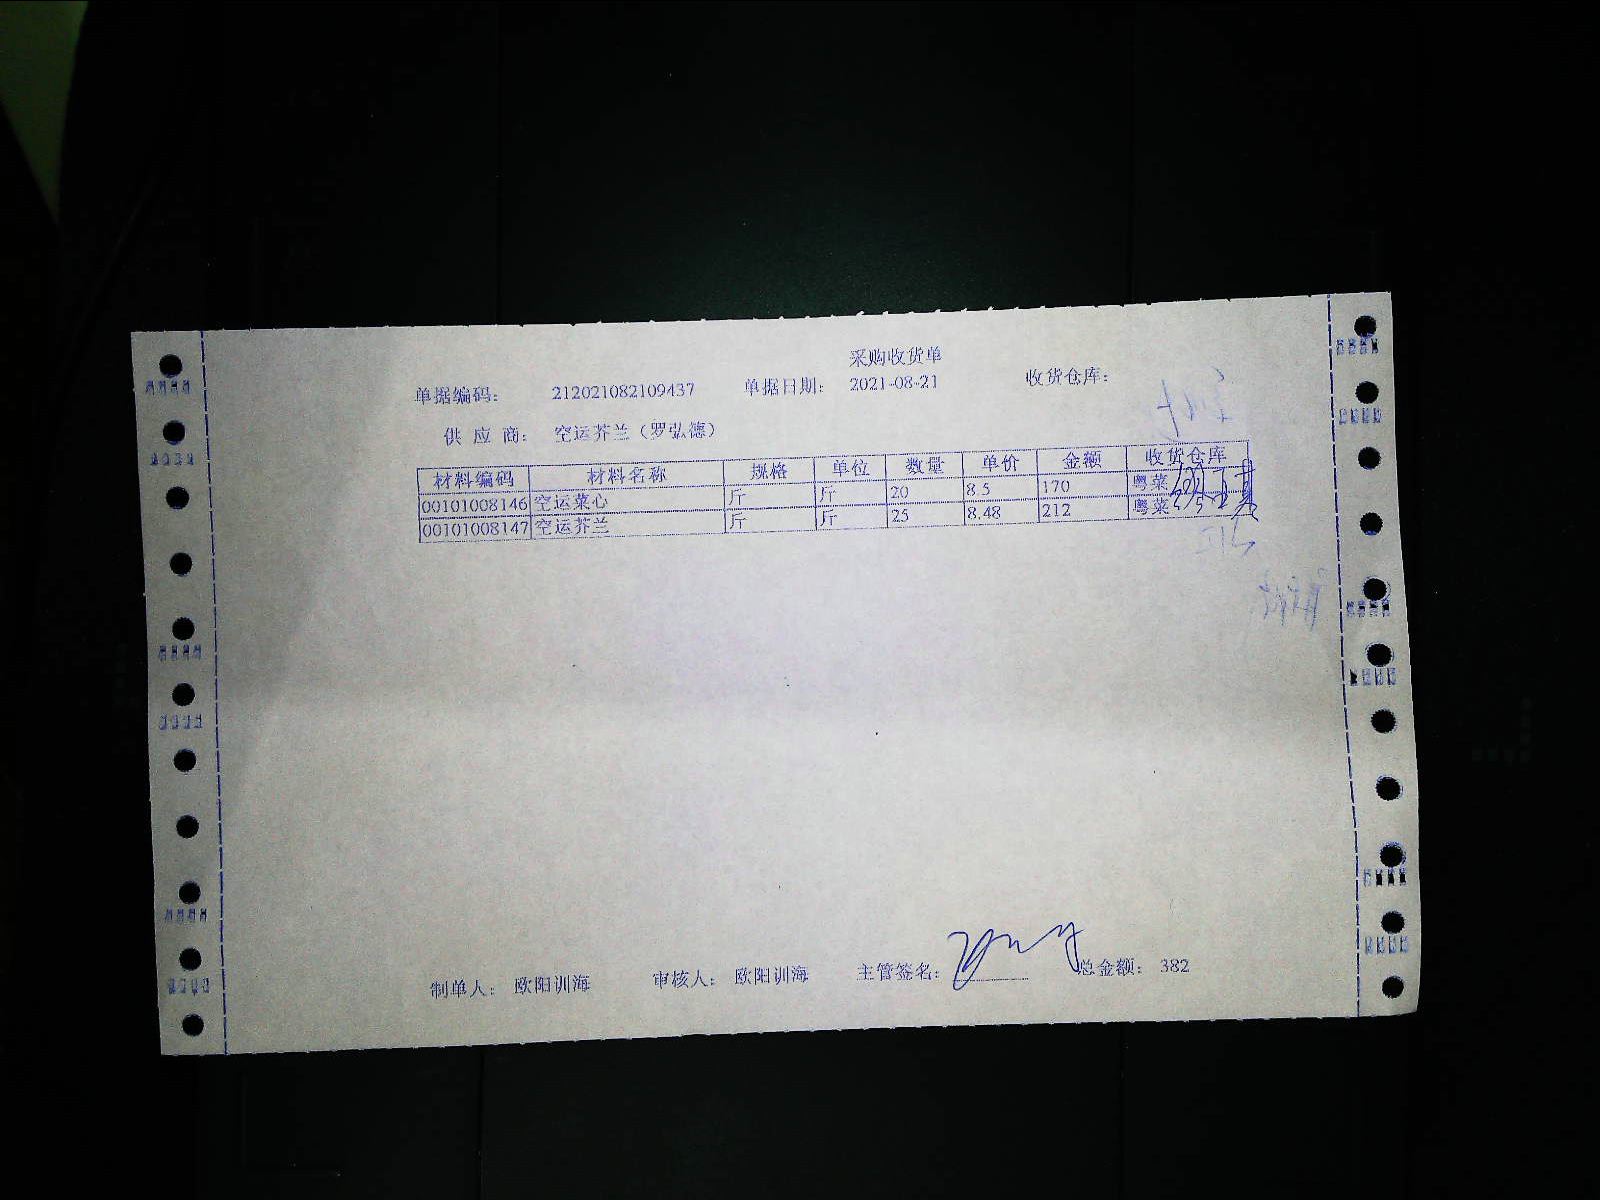 采购收货单
单据编码： 212021082109437 单据日期： 2021-08-21 收货仓库：
供 应 商： 空运芥兰（罗弘德）
材料编码 材料名称 规格 单位 数量 单价 金额 收货仓库
00101008146 空运菜心 斤 斤 20 8.5 170 粤菜
00101008147 空运芥兰 斤 斤 25 8.48 212 粤菜
制单人： 欧阳训海 审核人： 欧阳训海 主管签名： 总金额： 382